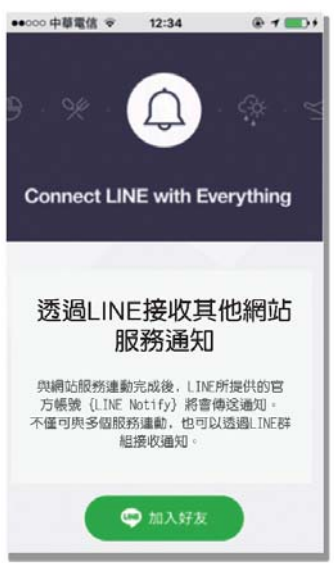 中華電信
12:34
Connect LINE with Everything
透過LINE接收其他網站
服務通知
與網站服務連動完成後，LINE所提供的官
方帳號 {LINE Notify} 將會傳送通知。
不僅可與多個服務連動，也可以透過LINE群
組接收通知。
LINE 加入好友